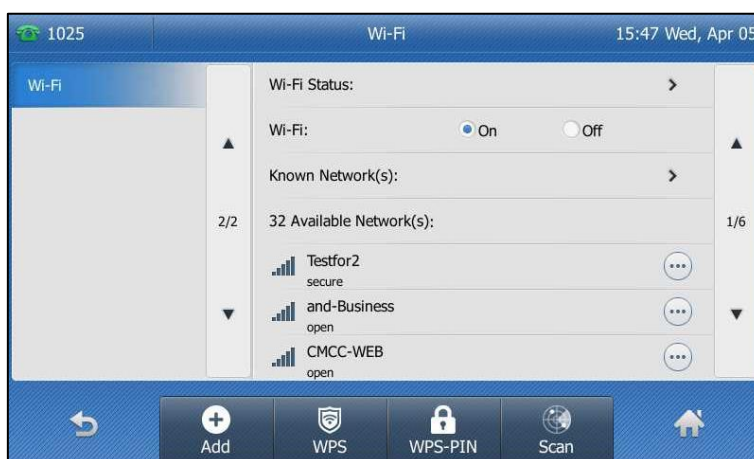 1025 Wi-Fi 15:47 Wed, Apr 05
Wi-Fi
Wi-Fi Status:
Wi-Fi: On Off
Known Network(s):
2/2
32 Available Network(s):
1/6
Testfor2
secure
and-Business
open
CMCC-WEB
open
Add WPS WPS-PIN Scan